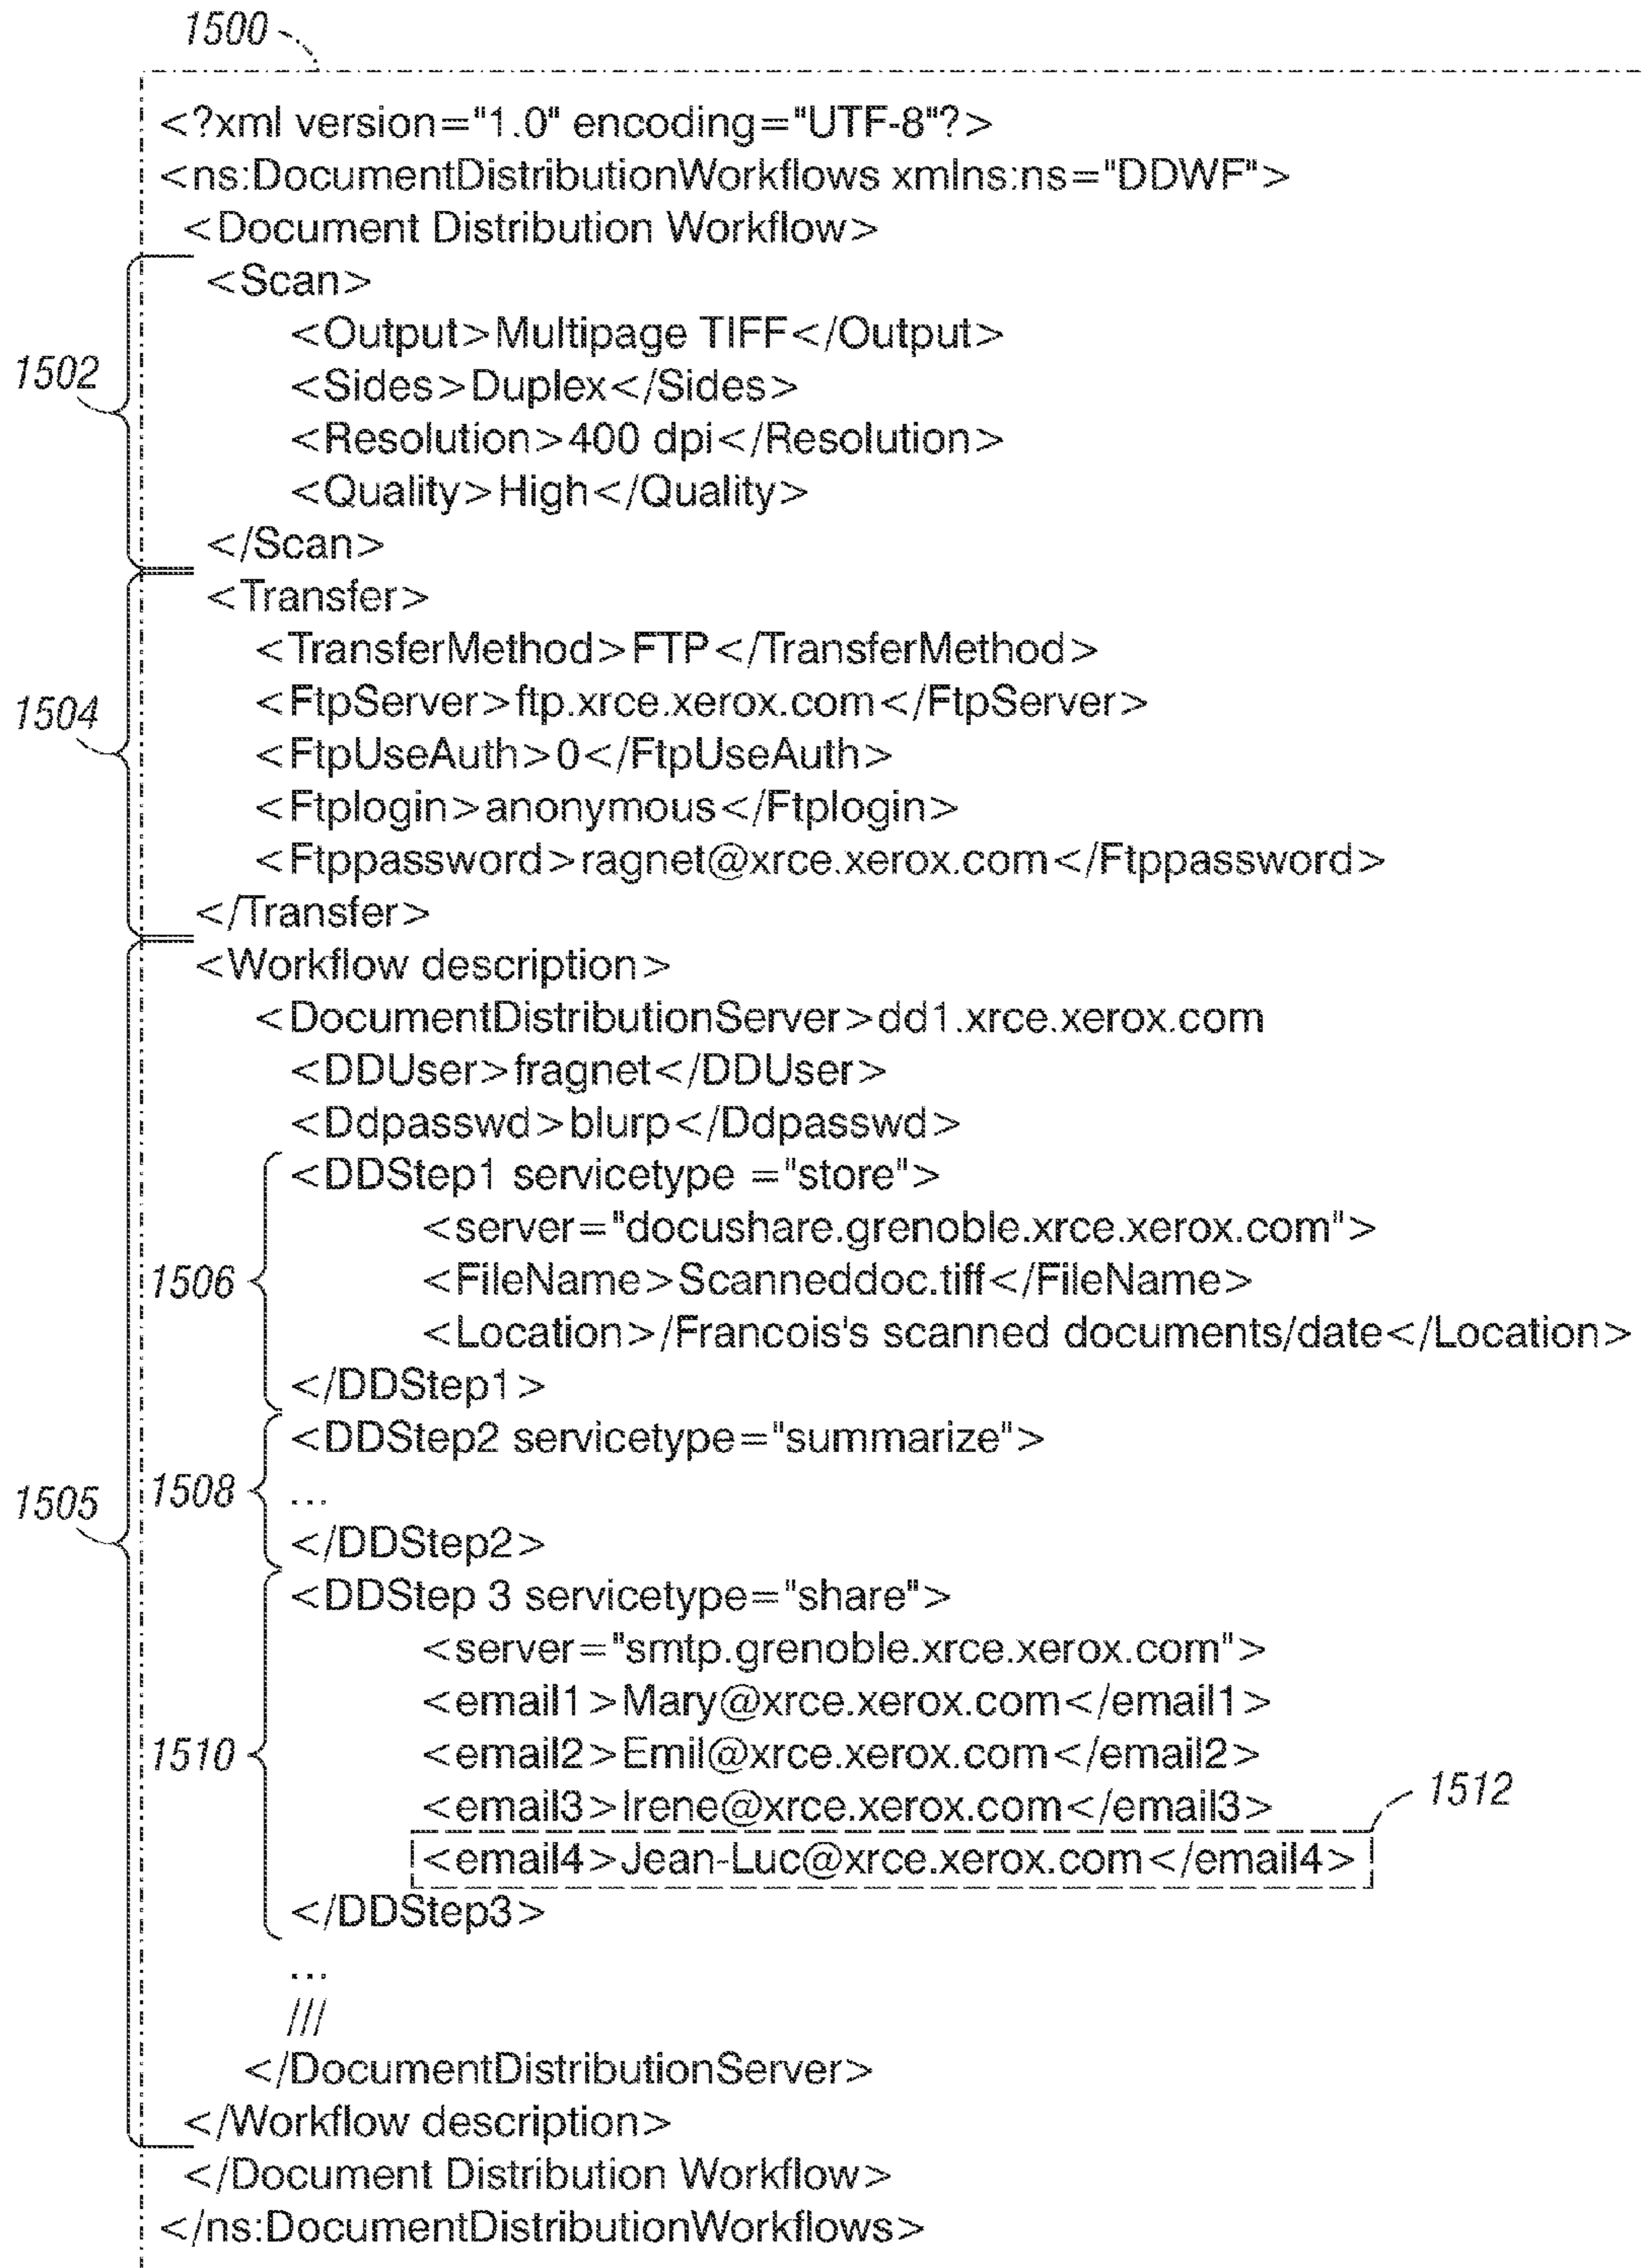 1500
<?xml version="1.0" encoding="UTF-8"?>
<ns:DocumentDistributionWorkflows xmlns:ns="DDWF">
<Document Distribution Workflow>
<Scan>
<Output>Multipage TIFF</Output>
1502
<Sides>Duplex</Sides>
<Resolution>400 dpi</Resolution>
<Quality>High</Quality>
</Scan>
<Transfer>
<TransferMethod>FTP</TransferMethod>
1504
<FtpServer>ftp.xrce.xerox.com</FtpServer>
<FtpUseAuth>0</FtpUseAuth>
<Ftplogin>anonymous</Ftplogin>
<Ftppassword>ragnet@xrce.xerox.com</Ftppassword>
</Transfer>
<Workflow description>
<DocumentDistributionServer>dd1.xrce.xerox.com
<DDUser>fragnet</DDUser>
<Ddpasswd>blurp</Ddpasswd>
<DDStep1 servicetype ="store">
<server="docushare.grenoble.xrce.xerox.com">
1506
<FileName>Scanneddoc.tiff</FileName>
<Location>/Francois's scanned documents/date</Location>
</DDStep1>
<DDStep2 servicetype="summarize">
1505
1508
...
</DDStep2>
<DDStep 3 servicetype="share">
<server="smtp.grenoble.xrce.xerox.com">
<email1>Mary@xrce.xerox.com</email1>
1510
<email2>Emil@xrce.xerox.com</email2>
<email3>Irene@xrce.xerox.com</email3>
1512
<email4>Jean-Luc@xrce.xerox.com</email4>
</DDStep3>
...
///
</DocumentDistributionServer>
</Workflow description>
</Document Distribution Workflow>
</ns:DocumentDistributionWorkflows>